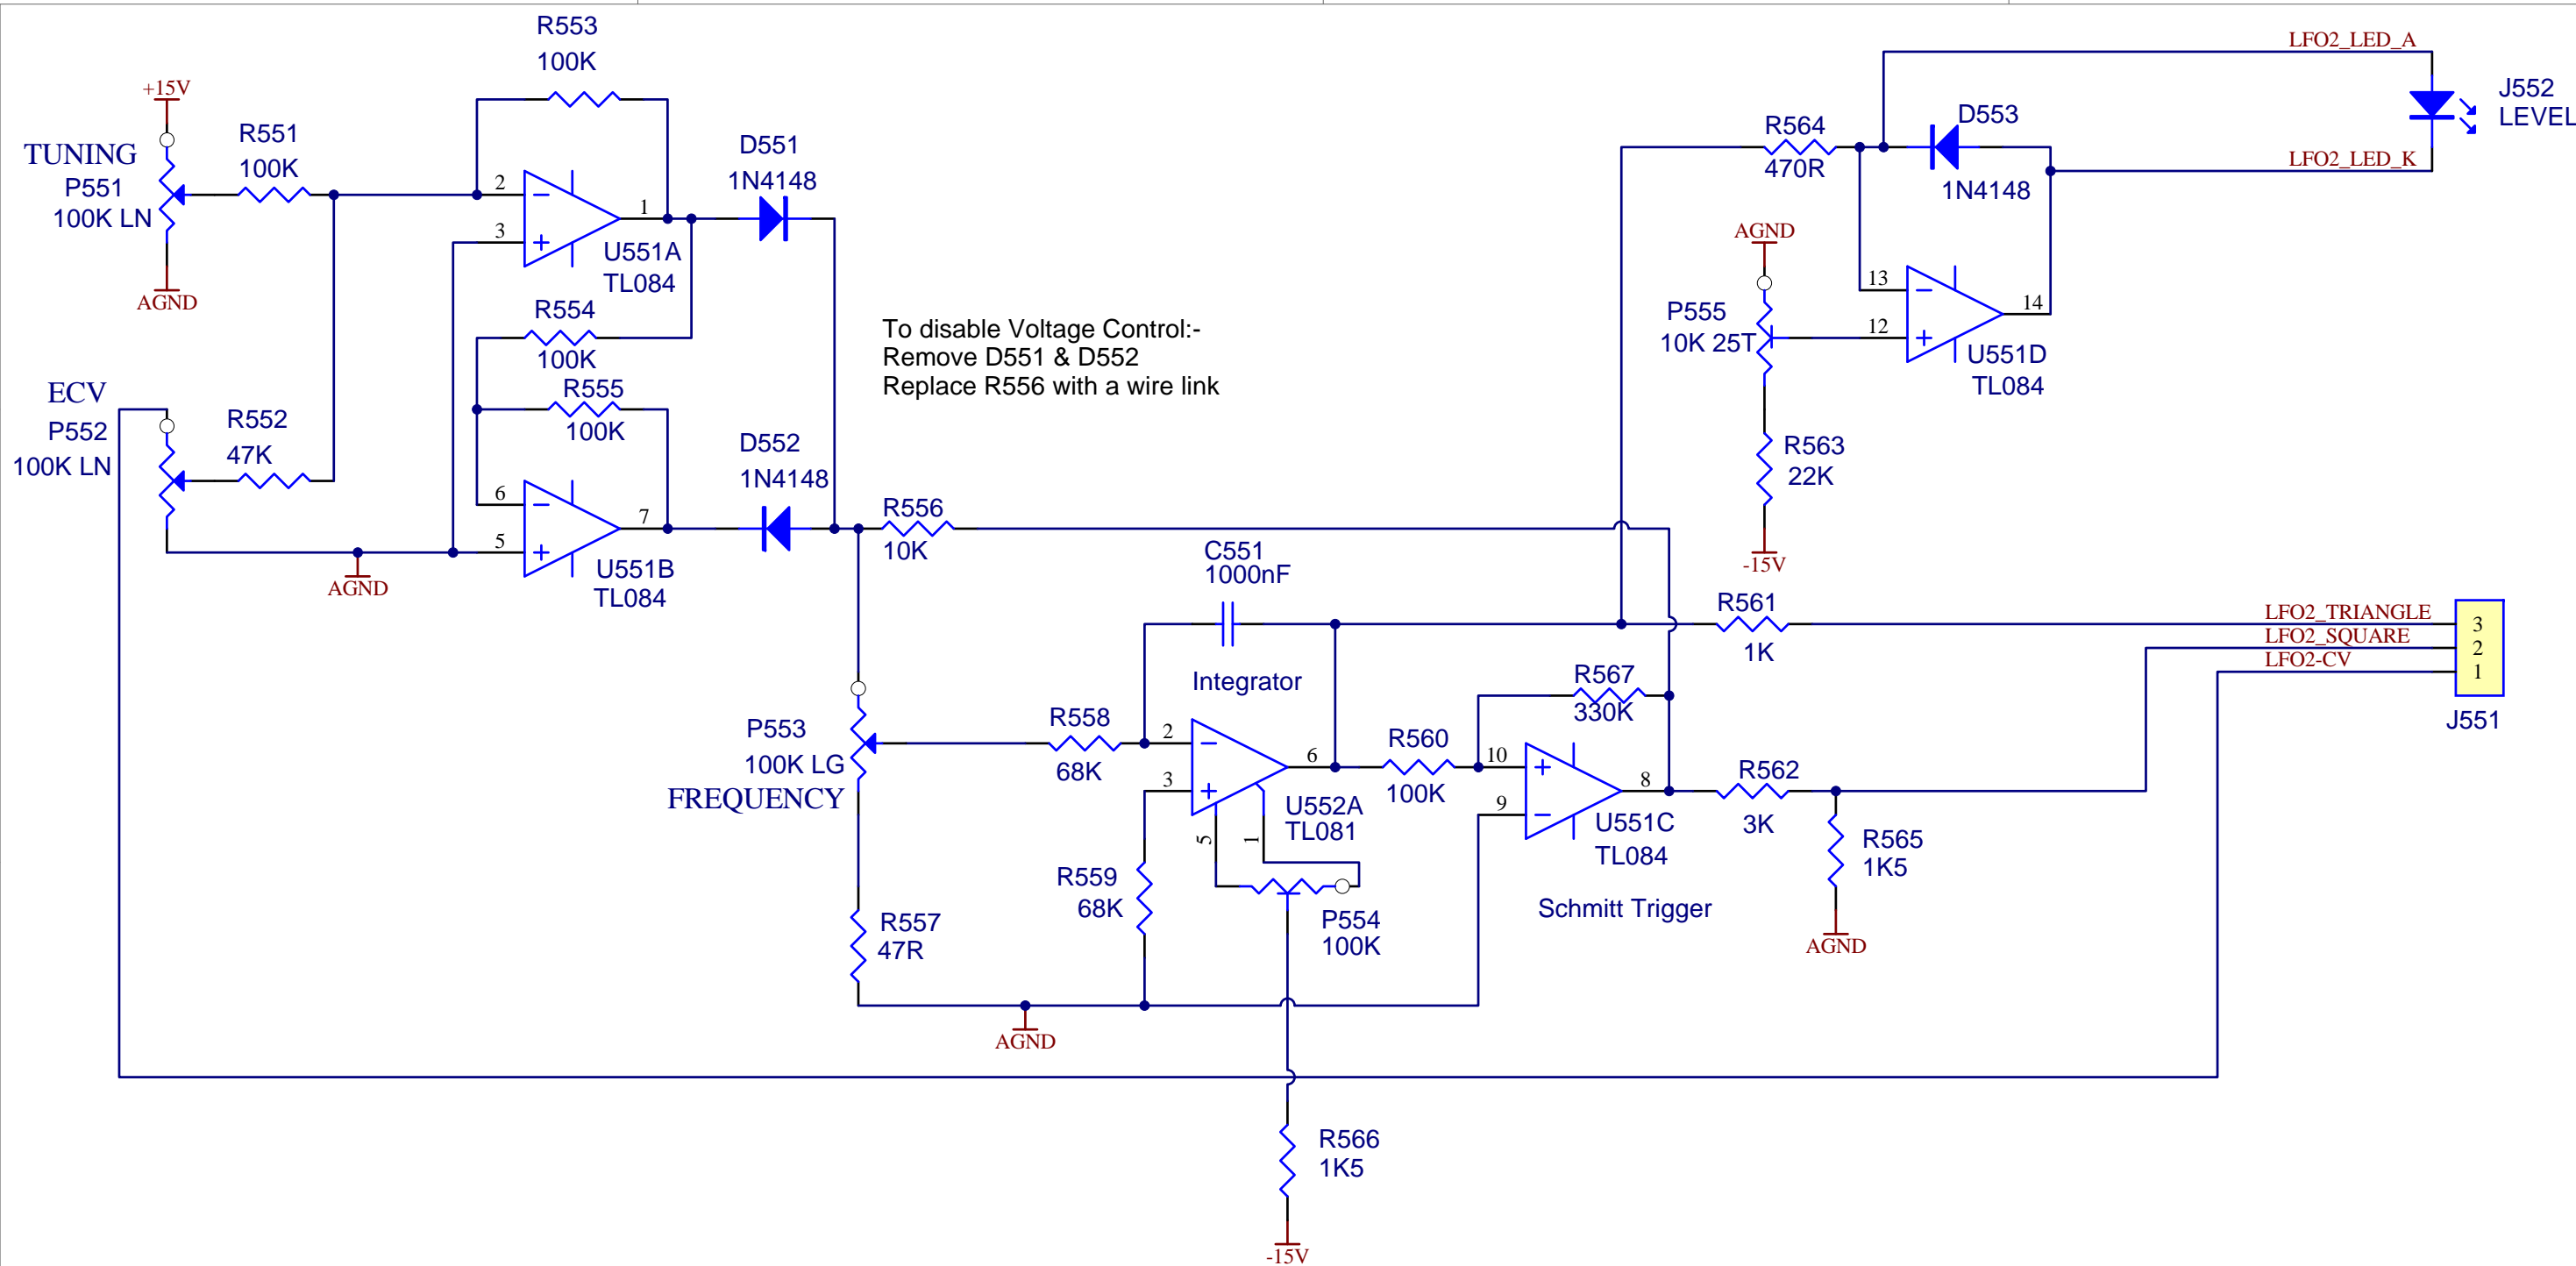 R553
100K
+15V
TUNING
P551
100K LN
R551
100K
AGND
2
3
1
U551A
TL084
D551
1N4148
R554
100K
R555
100K
ECV
P552
100K LN
R552
47K
AGND
6
5
7
U551B
TL084
D552
1N4148
To disable Voltage Control:-
Remove D551 & D552
Replace R556 with a wire link
R556
10K
LFO2_LED_A
J552
LEVEL
LFO2_LED_K
R564
470R
D553
1N4148
AGND
P555
10K 25T
13
12
14
U551D
TL084
R563
22K
-15V
C551
1000nF
Integrator
R561
1K
LFO2_TRIANGLE
LFO2_SQUARE
LFO2-CV
3
2
1
J551
R567
330K
P553
100K LG
FREQUENCY
R558
68K
2
3
6
5
1
U552A
TL081
R560
100K
10
9
8
U551C
TL084
R562
3K
R565
1K5
AGND
R559
68K
P554
100K
Schmitt Trigger
R557
47R
AGND
R566
1K5
-15V